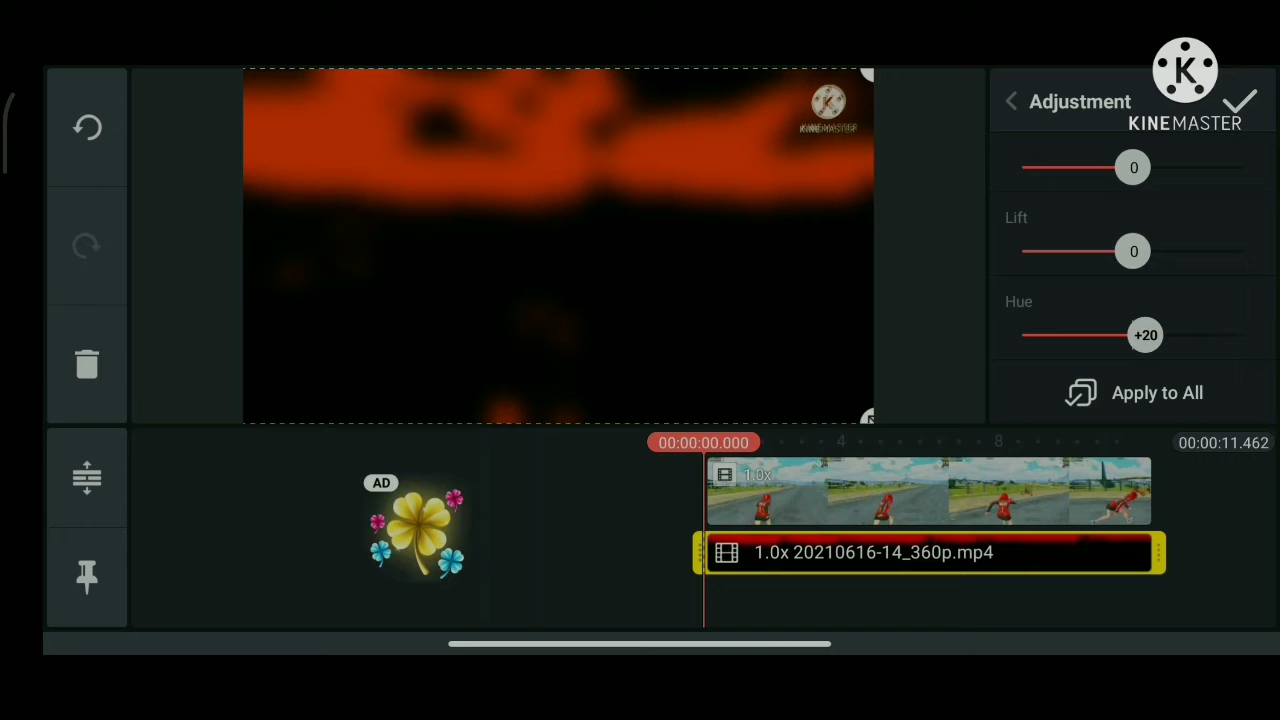 Adjustment
K
KINEMASTER
K
KINEMASTER
0
Lift
0
Hue
+20
Apply to All
00:00:00.000
4
8
00:00:11.462
1.0x
AD
1.0x 20210616-14_360p.mp4